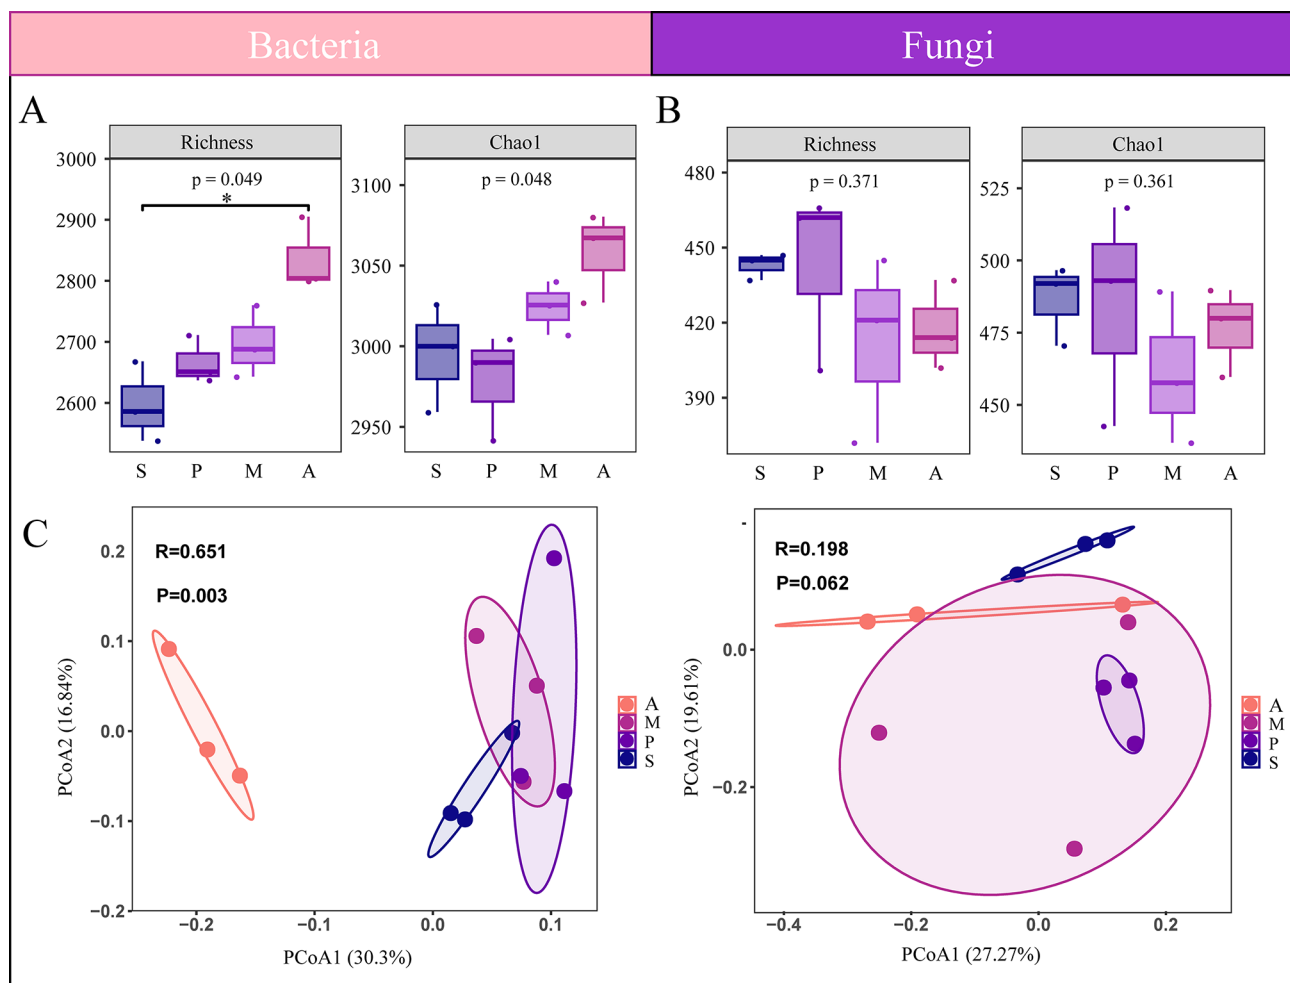 Bacteria
Fungi
A
B
Richness
Chao1
Richness
Chao1
p = 0.049
*
p = 0.048
p = 0.371
p = 0.361
3000
2900
2800
2700
2600
3100
3050
3000
2950
480
450
420
390
525
500
475
450
S P M A
S P M A
S P M A
S P M A
C
R=0.651
P=0.003
0.2
0.1
0.0
−0.1
−0.2
PCoA2 (16.84%)
−0.2 −0.1 0.0 0.1
PCoA1 (30.3%)
A
M
P
S
R=0.198
P=0.062
0.0
−0.2
PCoA2 (19.61%)
−0.4 −0.2 0.0 0.2
PCoA1 (27.27%)
A
M
P
S